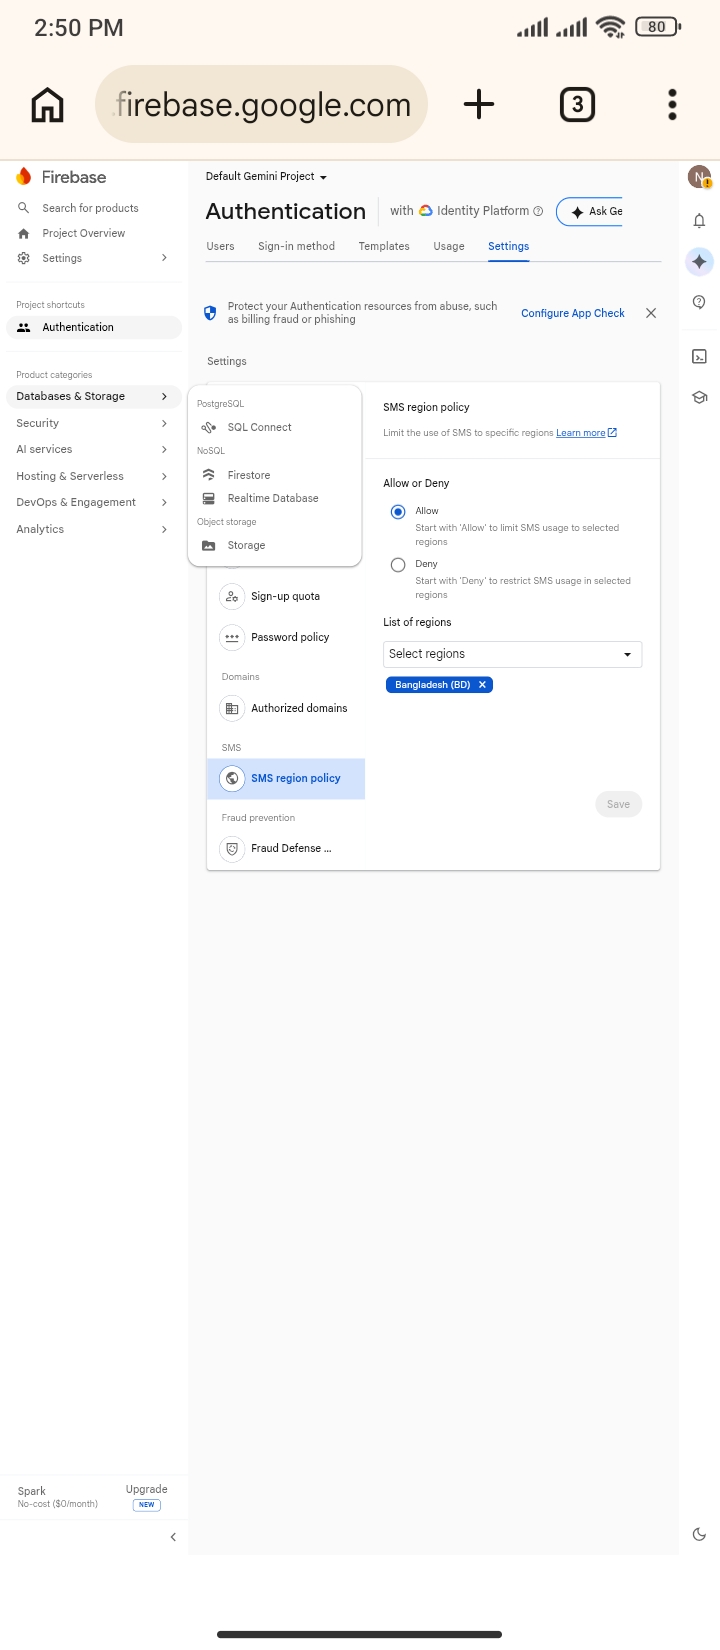 2:50 PM
80
firebase.google.com
3
Firebase
Search for products
Project Overview
Settings
Project shortcuts
Authentication
Product categories
Databases & Storage
Security
AI services
Hosting & Serverless
DevOps & Engagement
Analytics
Default Gemini Project
Authentication
with Identity Platform
Ask Ge
N
Users
Sign-in method
Templates
Usage
Settings
Protect your Authentication resources from abuse, such
as billing fraud or phishing
Configure App Check
Settings
PostgreSQL
SQL Connect
NoSQL
Firestore
Realtime Database
Object storage
Storage
Sign-up quota
Password policy
Domains
Authorized domains
SMS
SMS region policy
Fraud prevention
Fraud Defense ...
SMS region policy
Limit the use of SMS to specific regions Learn more
Allow or Deny
Allow
Start with 'Allow' to limit SMS usage to selected
regions
Deny
Start with 'Deny' to restrict SMS usage in selected
regions
List of regions
Select regions
Bangladesh (BD)
Save
Spark
No-cost ($0/month)
Upgrade
NEW